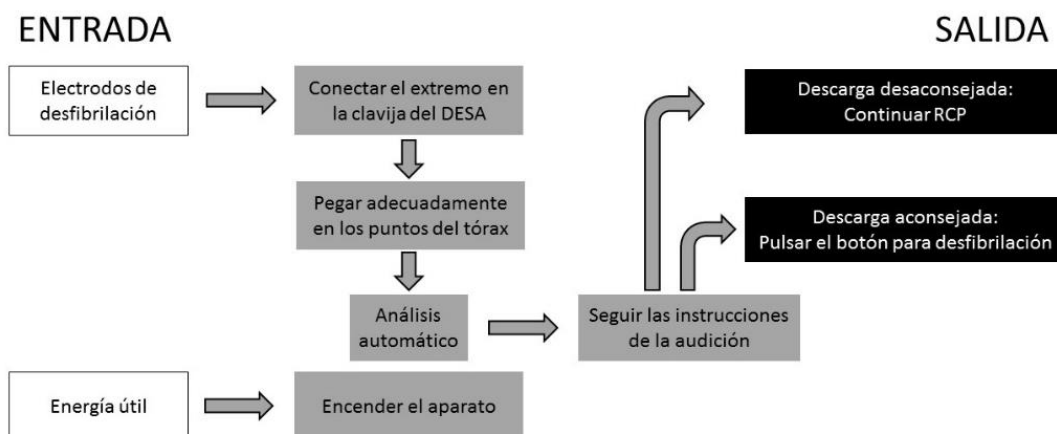 ENTRADA
SALIDA
Electrodos de
desfibrilación
Conectar el extremo en
la clavija del DESA
Descarga desaconsejada:
Continuar RCP
Pegar adecuadamente
en los puntos del tórax
Descarga aconsejada:
Pulsar el botón para desfibrilación
Análisis
automático
Seguir las instrucciones
de la audición
Energía útil
Encender el aparato